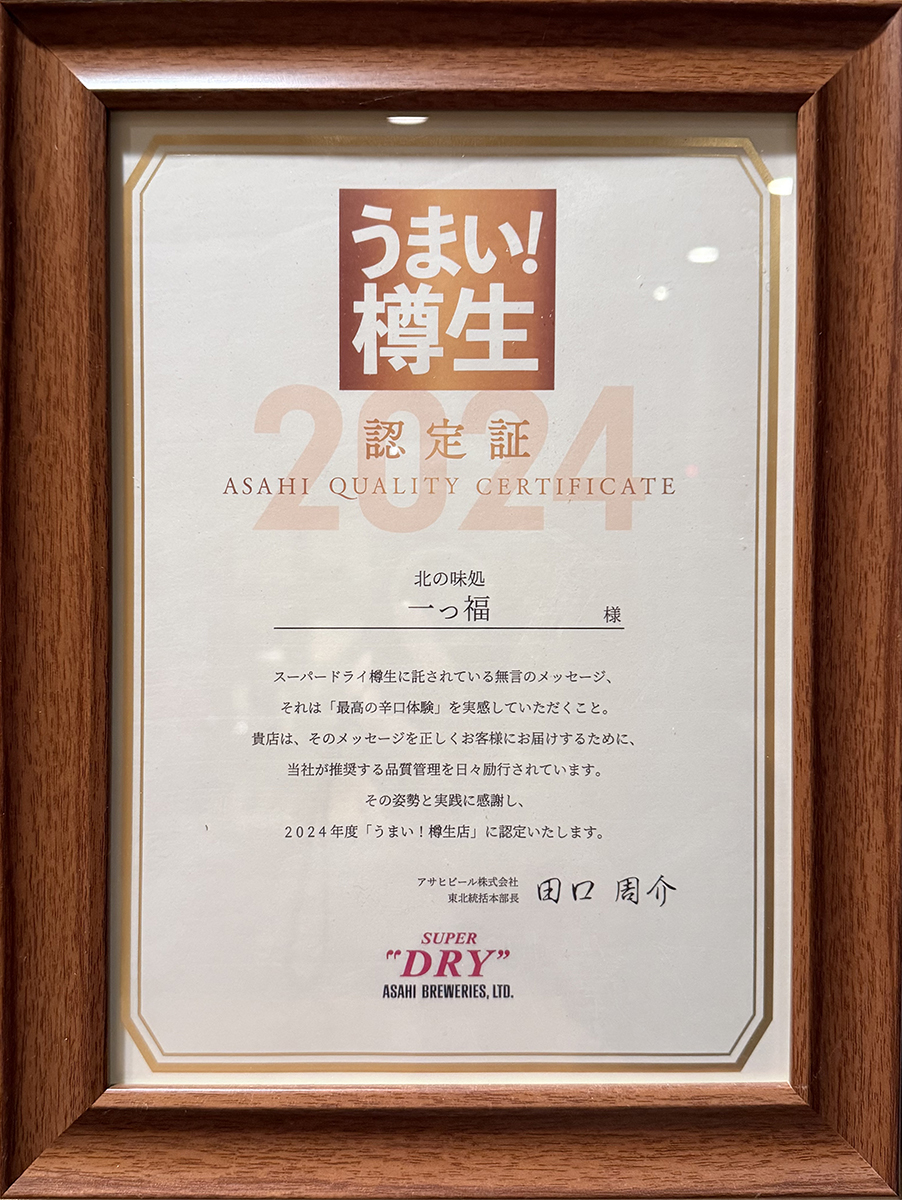 うまい!
樽生
2024
認定証
ASAHI QUALITY CERTIFICATE
北の味処
一っ福 様
スーパードライ樽生に託されている無言のメッセージ、
それは「最高の辛口体験」を実感していただくこと。
貴店は、そのメッセージを正しくお客様にお届けするために、
当社が推奨する品質管理を日々励行されています。
その姿勢と実践に感謝し、
2024年度「うまい！樽生店」に認定いたします。
アサヒビール株式会社
東北統括本部長 田口 周介
SUPER
"DRY"
ASAHI BREWERIES, LTD.